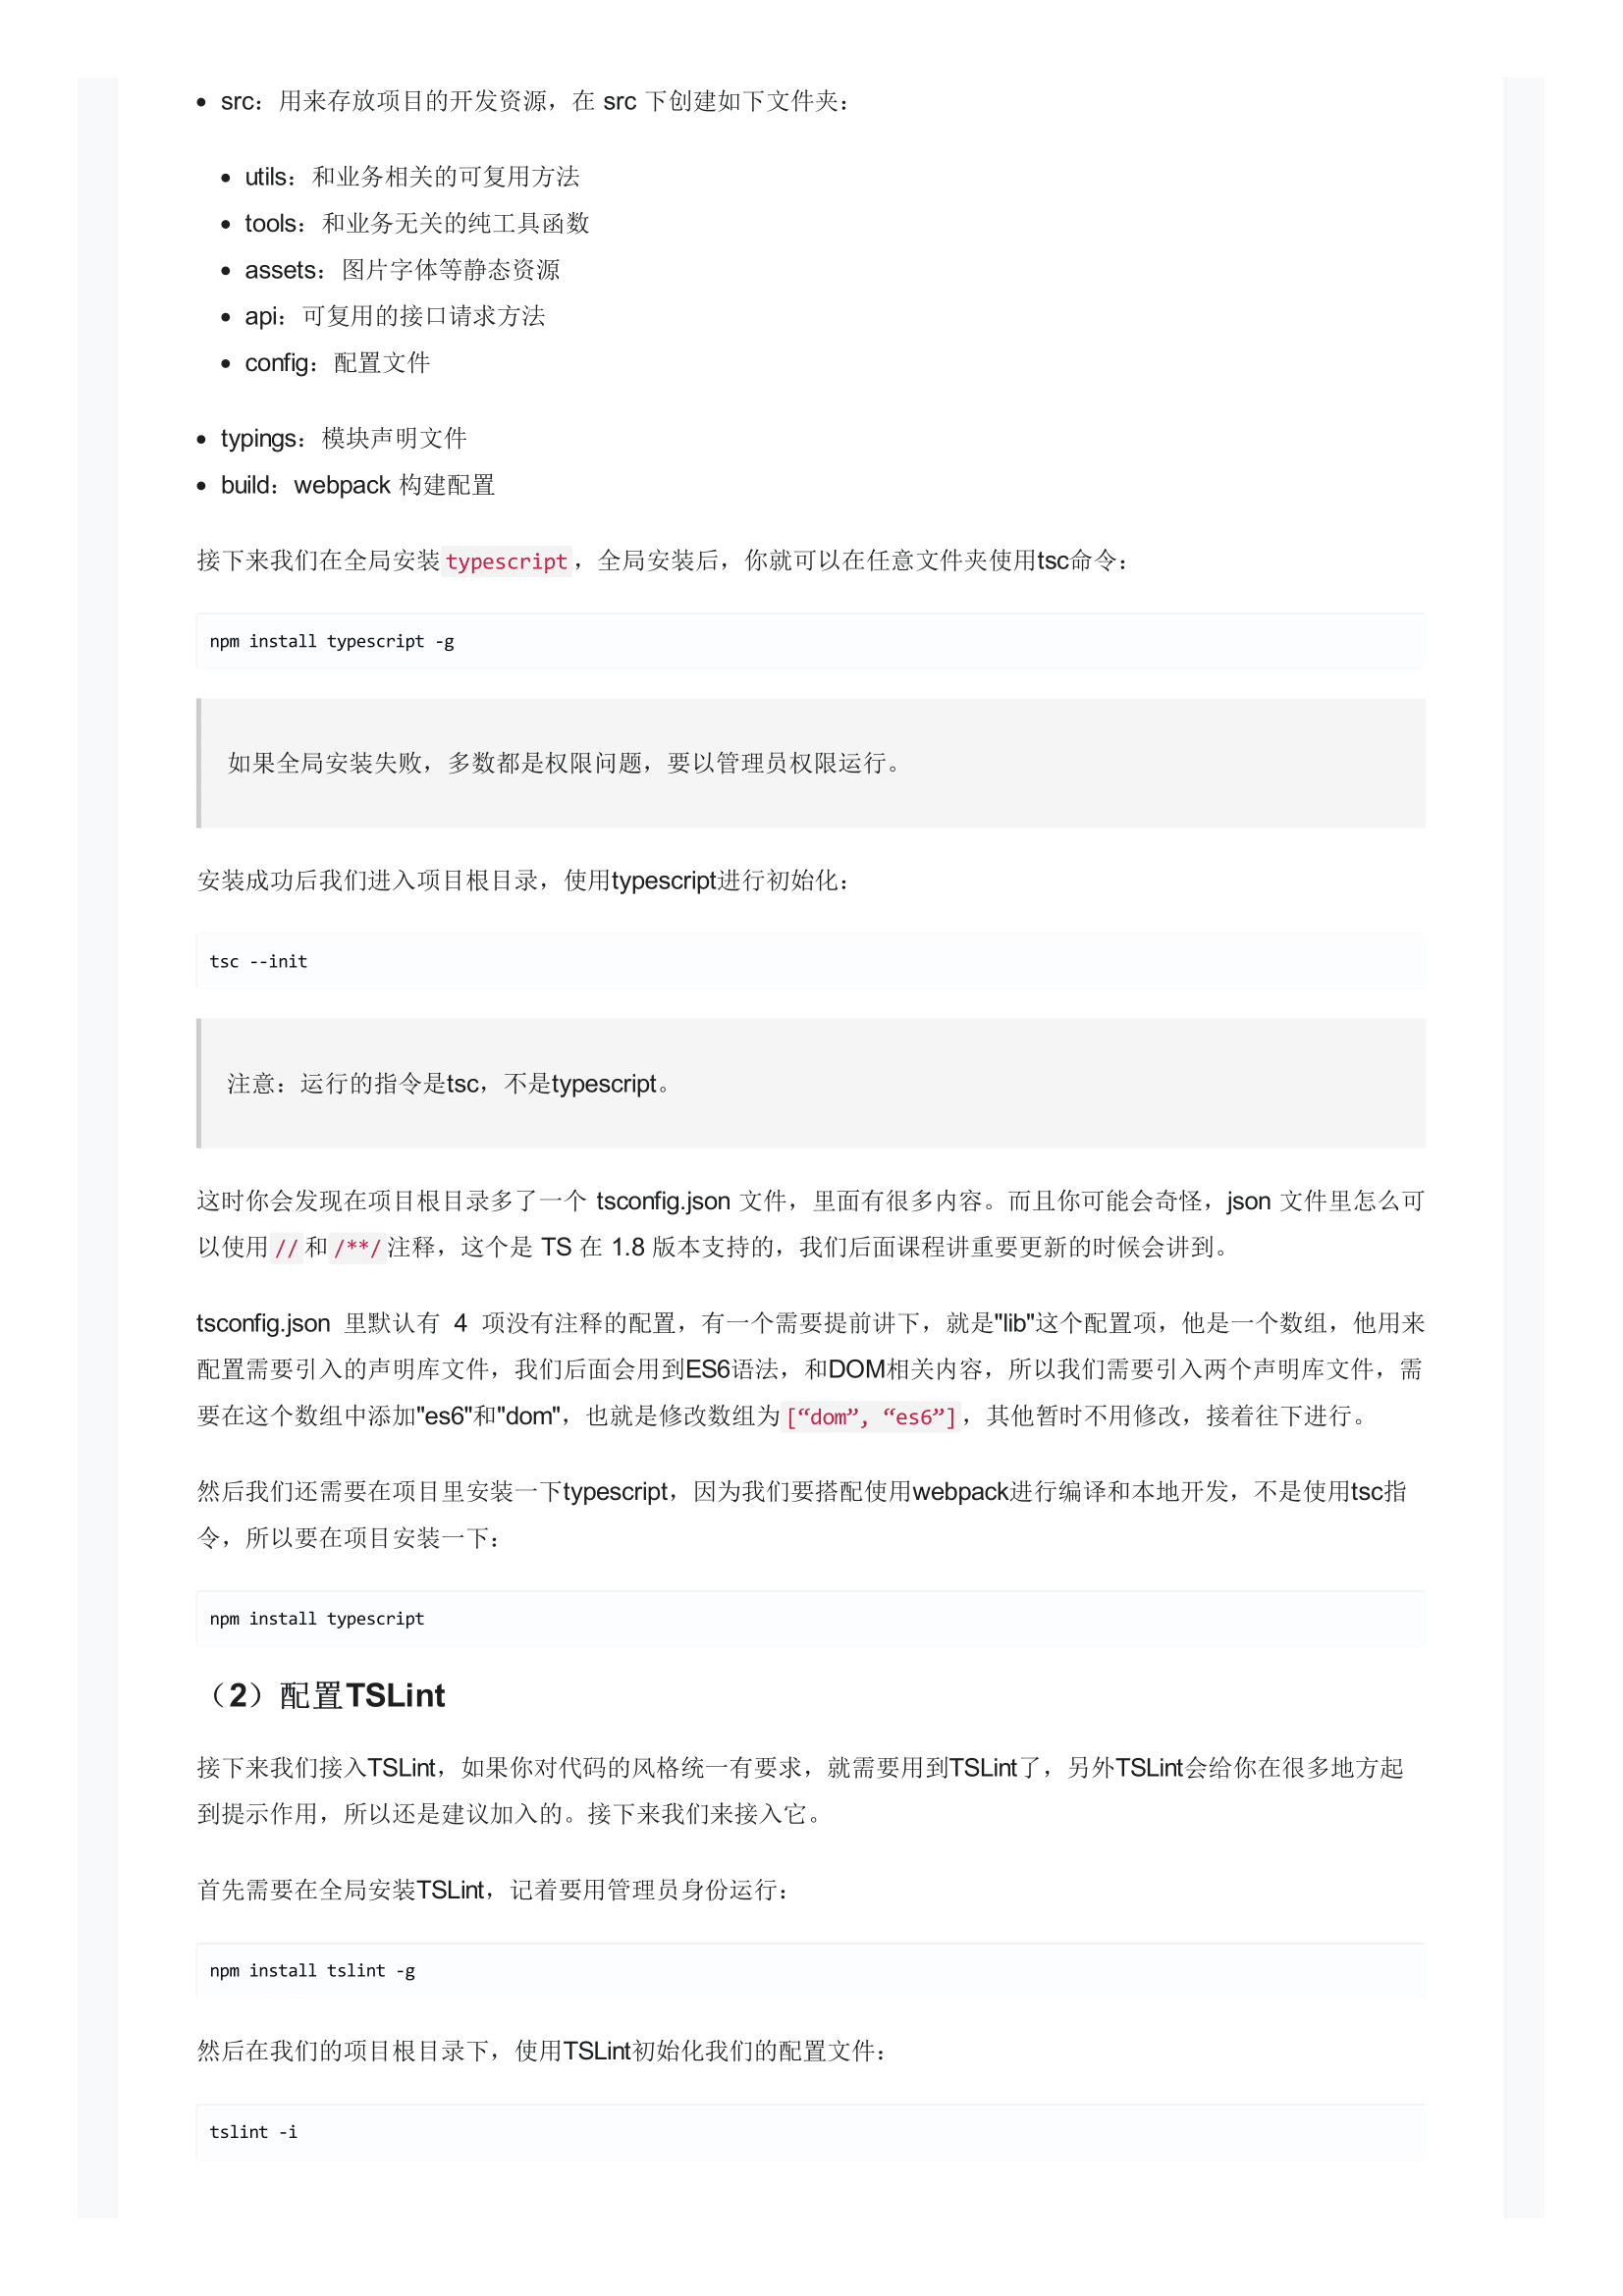 • src：用来存放项目的开发资源，在 src 下创建如下文件夹：
• utils：和业务相关的可复用方法
• tools：和业务无关的纯工具函数
• assets：图片字体等静态资源
• api：可复用的接口请求方法
• config：配置文件
• typings：模块声明文件
• build：webpack 构建配置
接下来我们在全局安装typescript，全局安装后，你就可以在任意文件夹使用tsc命令：
npm install typescript -g
如果全局安装失败，多数都是权限问题，要以管理员权限运行。
安装成功后我们进入项目根目录，使用typescript进行初始化：
tsc --init
注意：运行的指令是tsc，不是typescript。
这时你会发现在项目根目录多了一个 tsconfig.json 文件，里面有很多内容。而且你可能会奇怪，json 文件里怎么可
以使用//和/**/注释，这个是 TS 在 1.8 版本支持的，我们后面课程讲重要更新的时候会讲到。
tsconfig.json 里默认有 4 项没有注释的配置，有一个需要提前讲下，就是"lib"这个配置项，他是一个数组，他用来
配置需要引入的声明库文件，我们后面会用到ES6语法，和DOM相关内容，所以我们需要引入两个声明库文件，需
要在这个数组中添加"es6"和"dom"，也就是修改数组为[“dom”, “es6”]，其他暂时不用修改，接着往下进行。
然后我们还需要在项目里安装一下typescript，因为我们要搭配使用webpack进行编译和本地开发，不是使用tsc指
令，所以要在项目安装一下：
npm install typescript
（2）配置TSLint
接下来我们接入TSLint，如果你对代码的风格统一有要求，就需要用到TSLint了，另外TSLint会给你在很多地方起
到提示作用，所以还是建议加入的。接下来我们来接入它。
首先需要在全局安装TSLint，记着要用管理员身份运行：
npm install tslint -g
然后在我们的项目根目录下，使用TSLint初始化我们的配置文件：
tslint -i